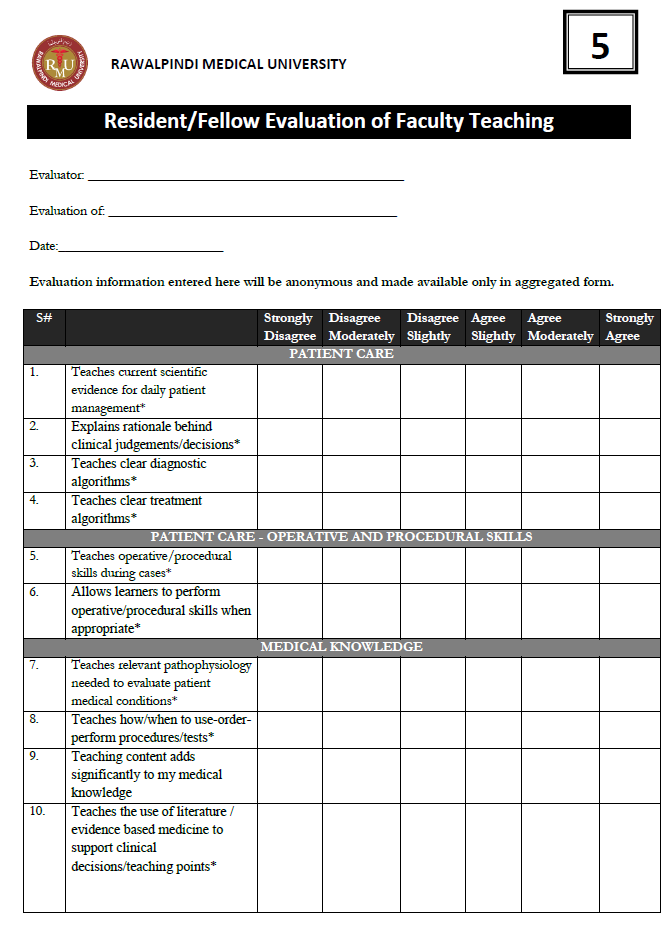 5
RAWALPINDI MEDICAL UNIVERSITY
RMU
RAWALPINDI MEDICAL UNIVERSITY
Resident/Fellow Evaluation of Faculty Teaching
Evaluator: ___
Evaluation of: ___
Date:___
Evaluation information entered here will be anonymous and made available only in aggregated form.
S# Strongly Disagree Disagree Agree Agree Strongly
Disagree Moderately Slightly Slightly Moderately Agree
PATIENT CARE
1. Teaches current scientific
evidence for daily patient
management*
2. Explains rationale behind
clinical judgements/decisions*
3. Teaches clear diagnostic
algorithms*
4. Teaches clear treatment
algorithms*
PATIENT CARE - OPERATIVE AND PROCEDURAL SKILLS
5. Teaches operative/procedural
skills during cases*
6. Allows learners to perform
operative/procedural skills when
appropriate*
MEDICAL KNOWLEDGE
7. Teaches relevant pathophysiology
needed to evaluate patient
medical conditions*
8. Teaches how/when to use-order-
perform procedures/tests*
9. Teaching content adds
significantly to my medical
knowledge
10. Teaches the use of literature /
evidence based medicine to
support clinical
decisions/teaching points*